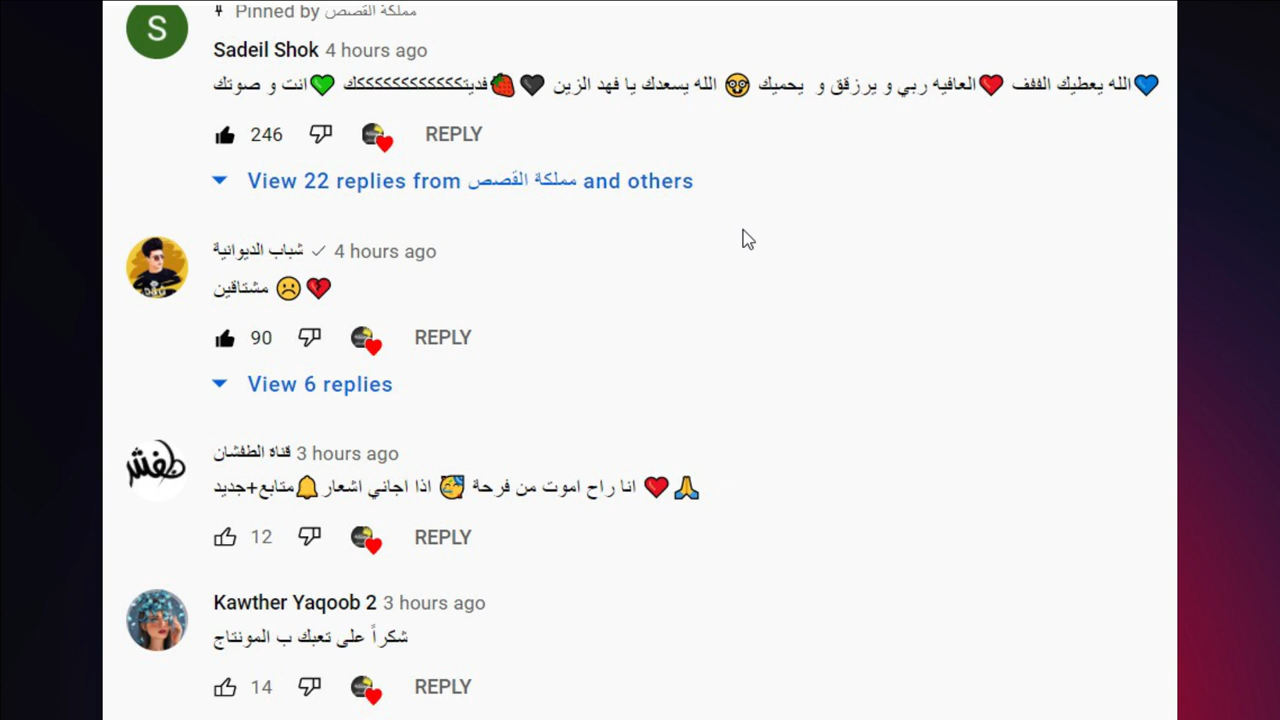 S
Pinned by مملكة القصص
Sadeil Shok 4 hours ago
💙الله يعطيك الففف ❤️العافيه ربي و يرزقق و يحميك 🤓 الله يسعدك يا فهد الزين 🖤🍓فديتكككككككككككك 💚انت و صوتك
246 REPLY
View 22 replies from مملكة القصص and others
شباب الديوانية 4 hours ago
مشتاقين ☹️💔
90 REPLY
View 6 replies
طفش
قناة الطفشان 3 hours ago
انا راح اموت من فرحة 🥳 اذا اجاني اشعار🔔متابع+جديد ❤️🙏
12 REPLY
Kawther Yaqoob 2 3 hours ago
شكراً على تعبك ب المونتاج
14 REPLY